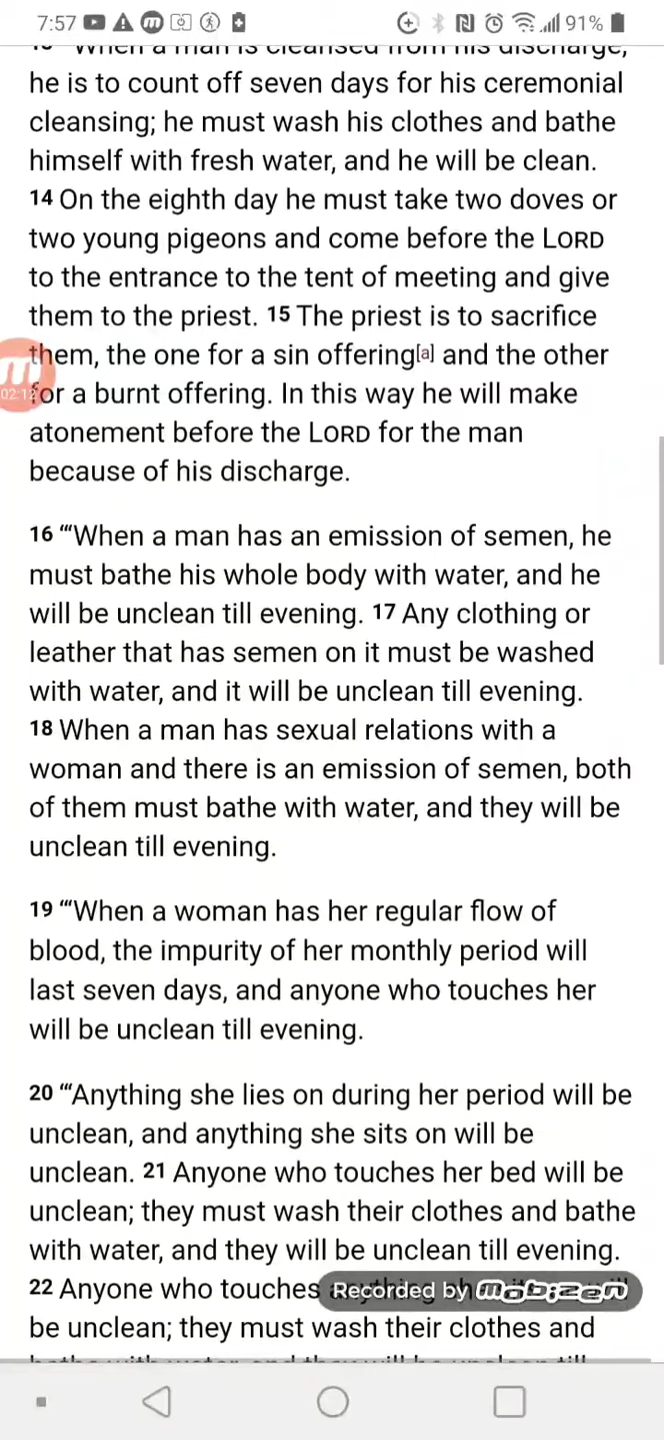 7:57 91%
When a man is cleansed from his discharge,
he is to count off seven days for his ceremonial
cleansing; he must wash his clothes and bathe
himself with fresh water, and he will be clean.
14 On the eighth day he must take two doves or
two young pigeons and come before the LORD
to the entrance to the tent of meeting and give
them to the priest. 15 The priest is to sacrifice
them, the one for a sin offering[a] and the other
02:12
for a burnt offering. In this way he will make
atonement before the LORD for the man
because of his discharge.
16 “‘When a man has an emission of semen, he
must bathe his whole body with water, and he
will be unclean till evening. 17 Any clothing or
leather that has semen on it must be washed
with water, and it will be unclean till evening.
18 When a man has sexual relations with a
woman and there is an emission of semen, both
of them must bathe with water, and they will be
unclean till evening.
19 “‘When a woman has her regular flow of
blood, the impurity of her monthly period will
last seven days, and anyone who touches her
will be unclean till evening.
20 “‘Anything she lies on during her period will be
unclean, and anything she sits on will be
unclean. 21 Anyone who touches her bed will be
unclean; they must wash their clothes and bathe
with water, and they will be unclean till evening.
22 Anyone who touches
Recorded by mobizen
be unclean; they must wash their clothes and